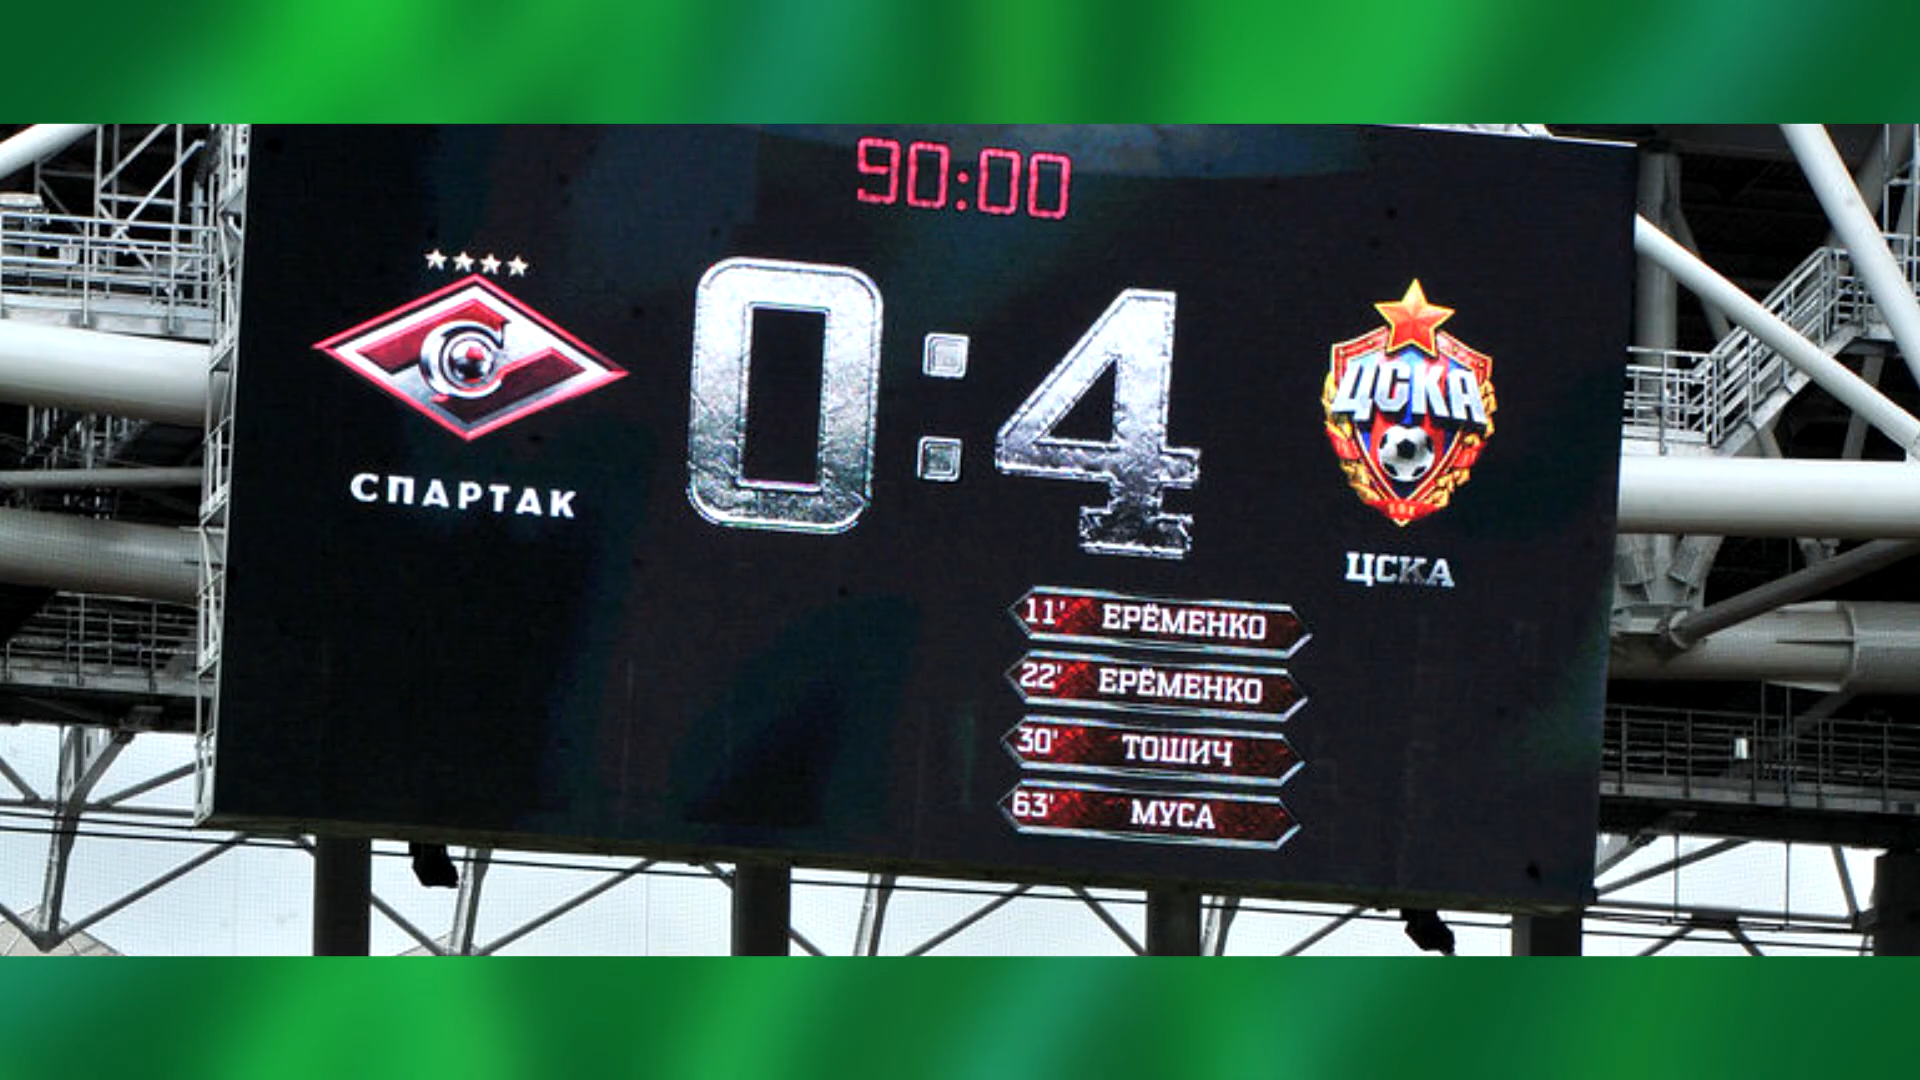 90:00
0:4
СПАРТАК
ЦСКА
ЦСКА
11' ЕРЁМЕНКО
22' ЕРЁМЕНКО
30' ТОШИЧ
63' МУСА